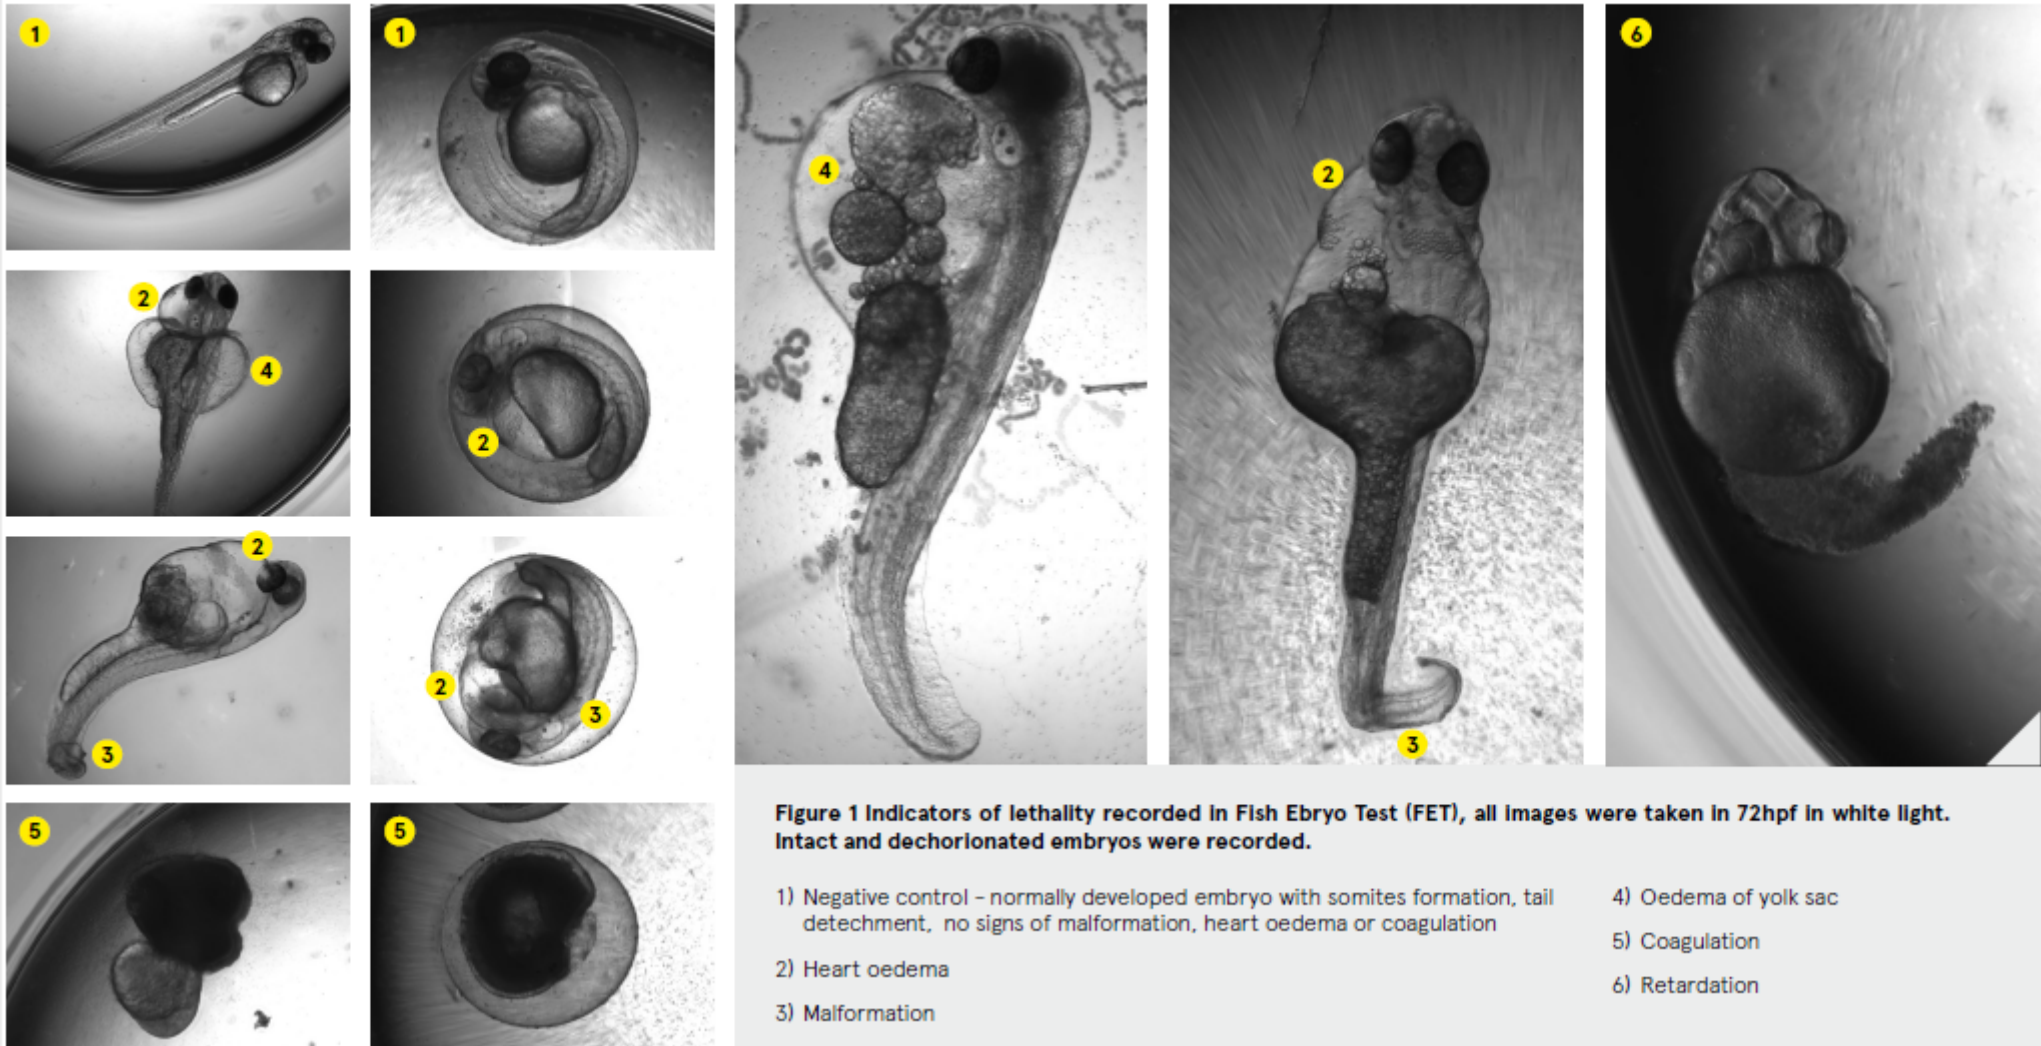 1
1
4
2
6
2
4
2
2
3
2
3
3
5
5
Figure 1 Indicators of lethality recorded in Fish Ebryo Test (FET), all images were taken in 72hpf in white light.
Intact and dechorionated embryos were recorded.
1) Negative control - normally developed embryo with somites formation, tail
detechment, no signs of malformation, heart oedema or coagulation
2) Heart oedema
3) Malformation
4) Oedema of yolk sac
5) Coagulation
6) Retardation